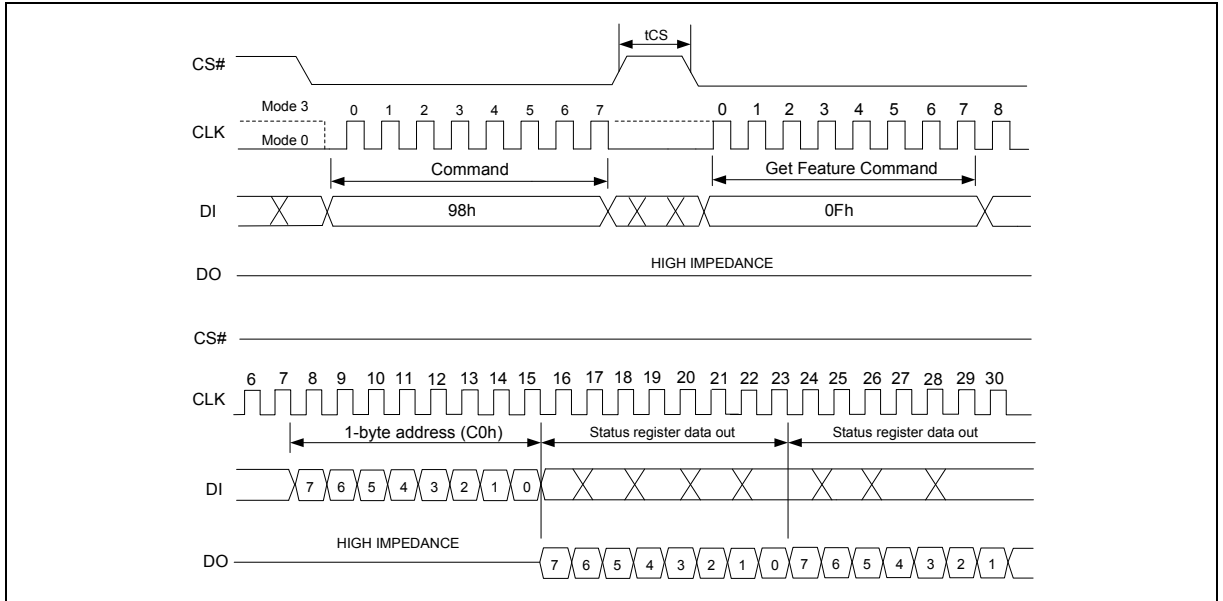 tCS
CS#
Mode 3
0 1 2 3 4 5 6 7
0 1 2 3 4 5 6 7 8
CLK
Mode 0
Command
Get Feature Command
DI
98h
0Fh
HIGH IMPEDANCE
DO
CS#
6 7 8 9 10 11 12 13 14 15 16 17 18 19 20 21 22 23 24 25 26 27 28 29 30
CLK
1-byte address (C0h)
Status register data out
Status register data out
DI
7 6 5 4 3 2 1 0
HIGH IMPEDANCE
DO
7 6 5 4 3 2 1 0 7 6 5 4 3 2 1